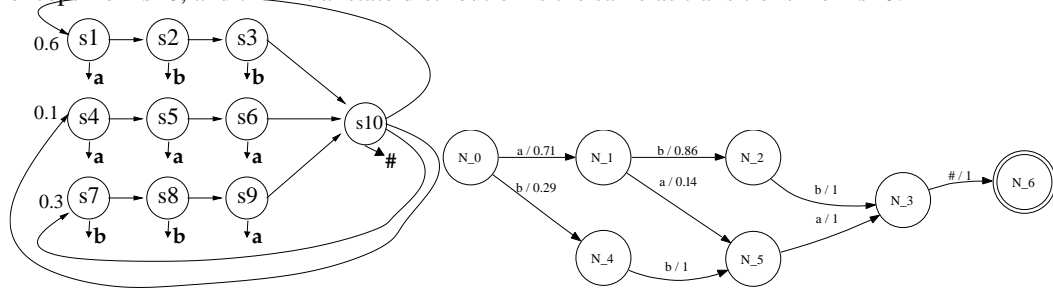 0.6 s1 s2 s3
a b b
0.1 s4 s5 s6 s10
a a a #
0.3 s7 s8 s9
b b a
N_0 a / 0.71 N_1 b / 0.86 N_2
b / 0.29 a / 0.14 b / 1 N_3 # / 1 N_6
N_4 b / 1 N_5 a / 1